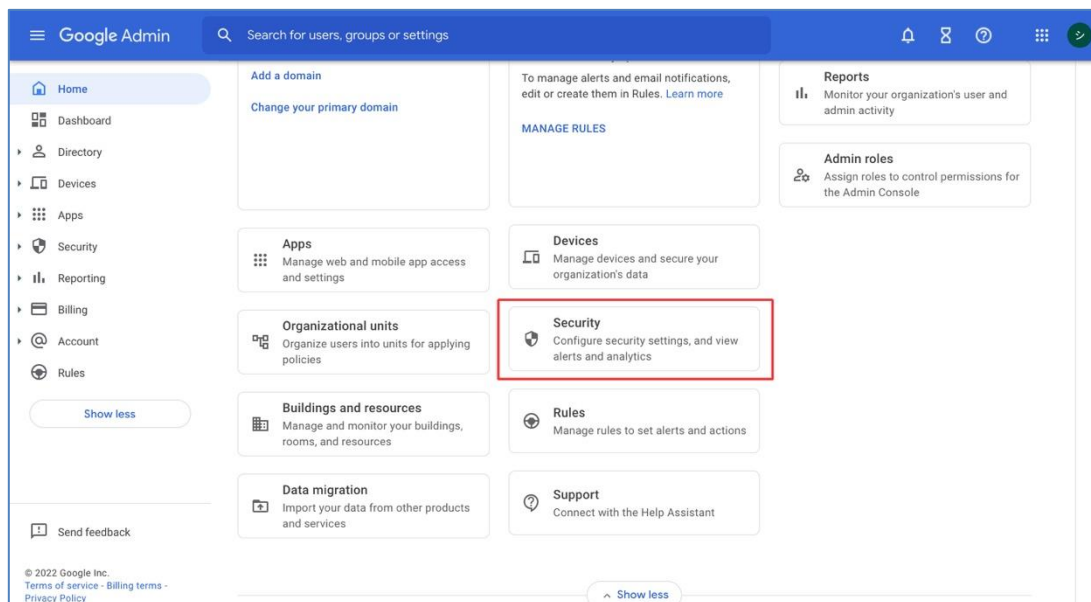 Google Admin
Search for users, groups or settings
シ
Home
Dashboard
Directory
Devices
Apps
Security
Reporting
Billing
Account
Rules
Show less
Send feedback
© 2022 Google Inc.
Terms of service - Billing terms -
Privacy Policy
Add a domain
Change your primary domain
To manage alerts and email notifications,
edit or create them in Rules. Learn more
MANAGE RULES
Reports
Monitor your organization's user and
admin activity
Admin roles
Assign roles to control permissions for
the Admin Console
Apps
Manage web and mobile app access
and settings
Devices
Manage devices and secure your
organization's data
Organizational units
Organize users into units for applying
policies
Security
Configure security settings, and view
alerts and analytics
Buildings and resources
Manage and monitor your buildings,
rooms, and resources
Rules
Manage rules to set alerts and actions
Data migration
Import your data from other products
and services
Support
Connect with the Help Assistant
Show less